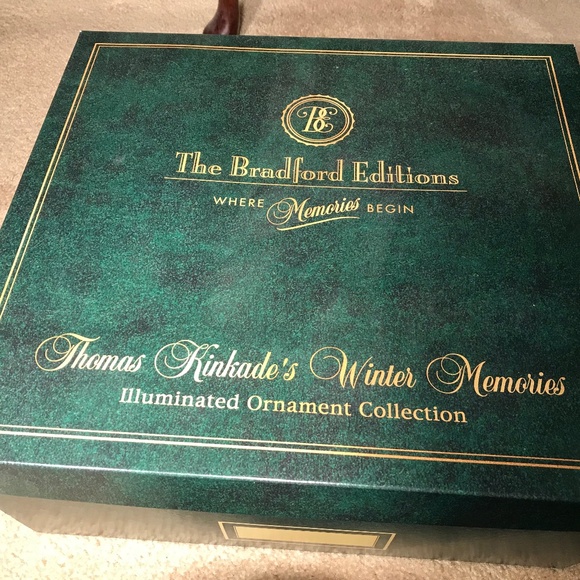 BE
The Bradford Editions
WHERE Memories BEGIN
Thomas Kinkade's Winter Memories
Illuminated Ornament Collection